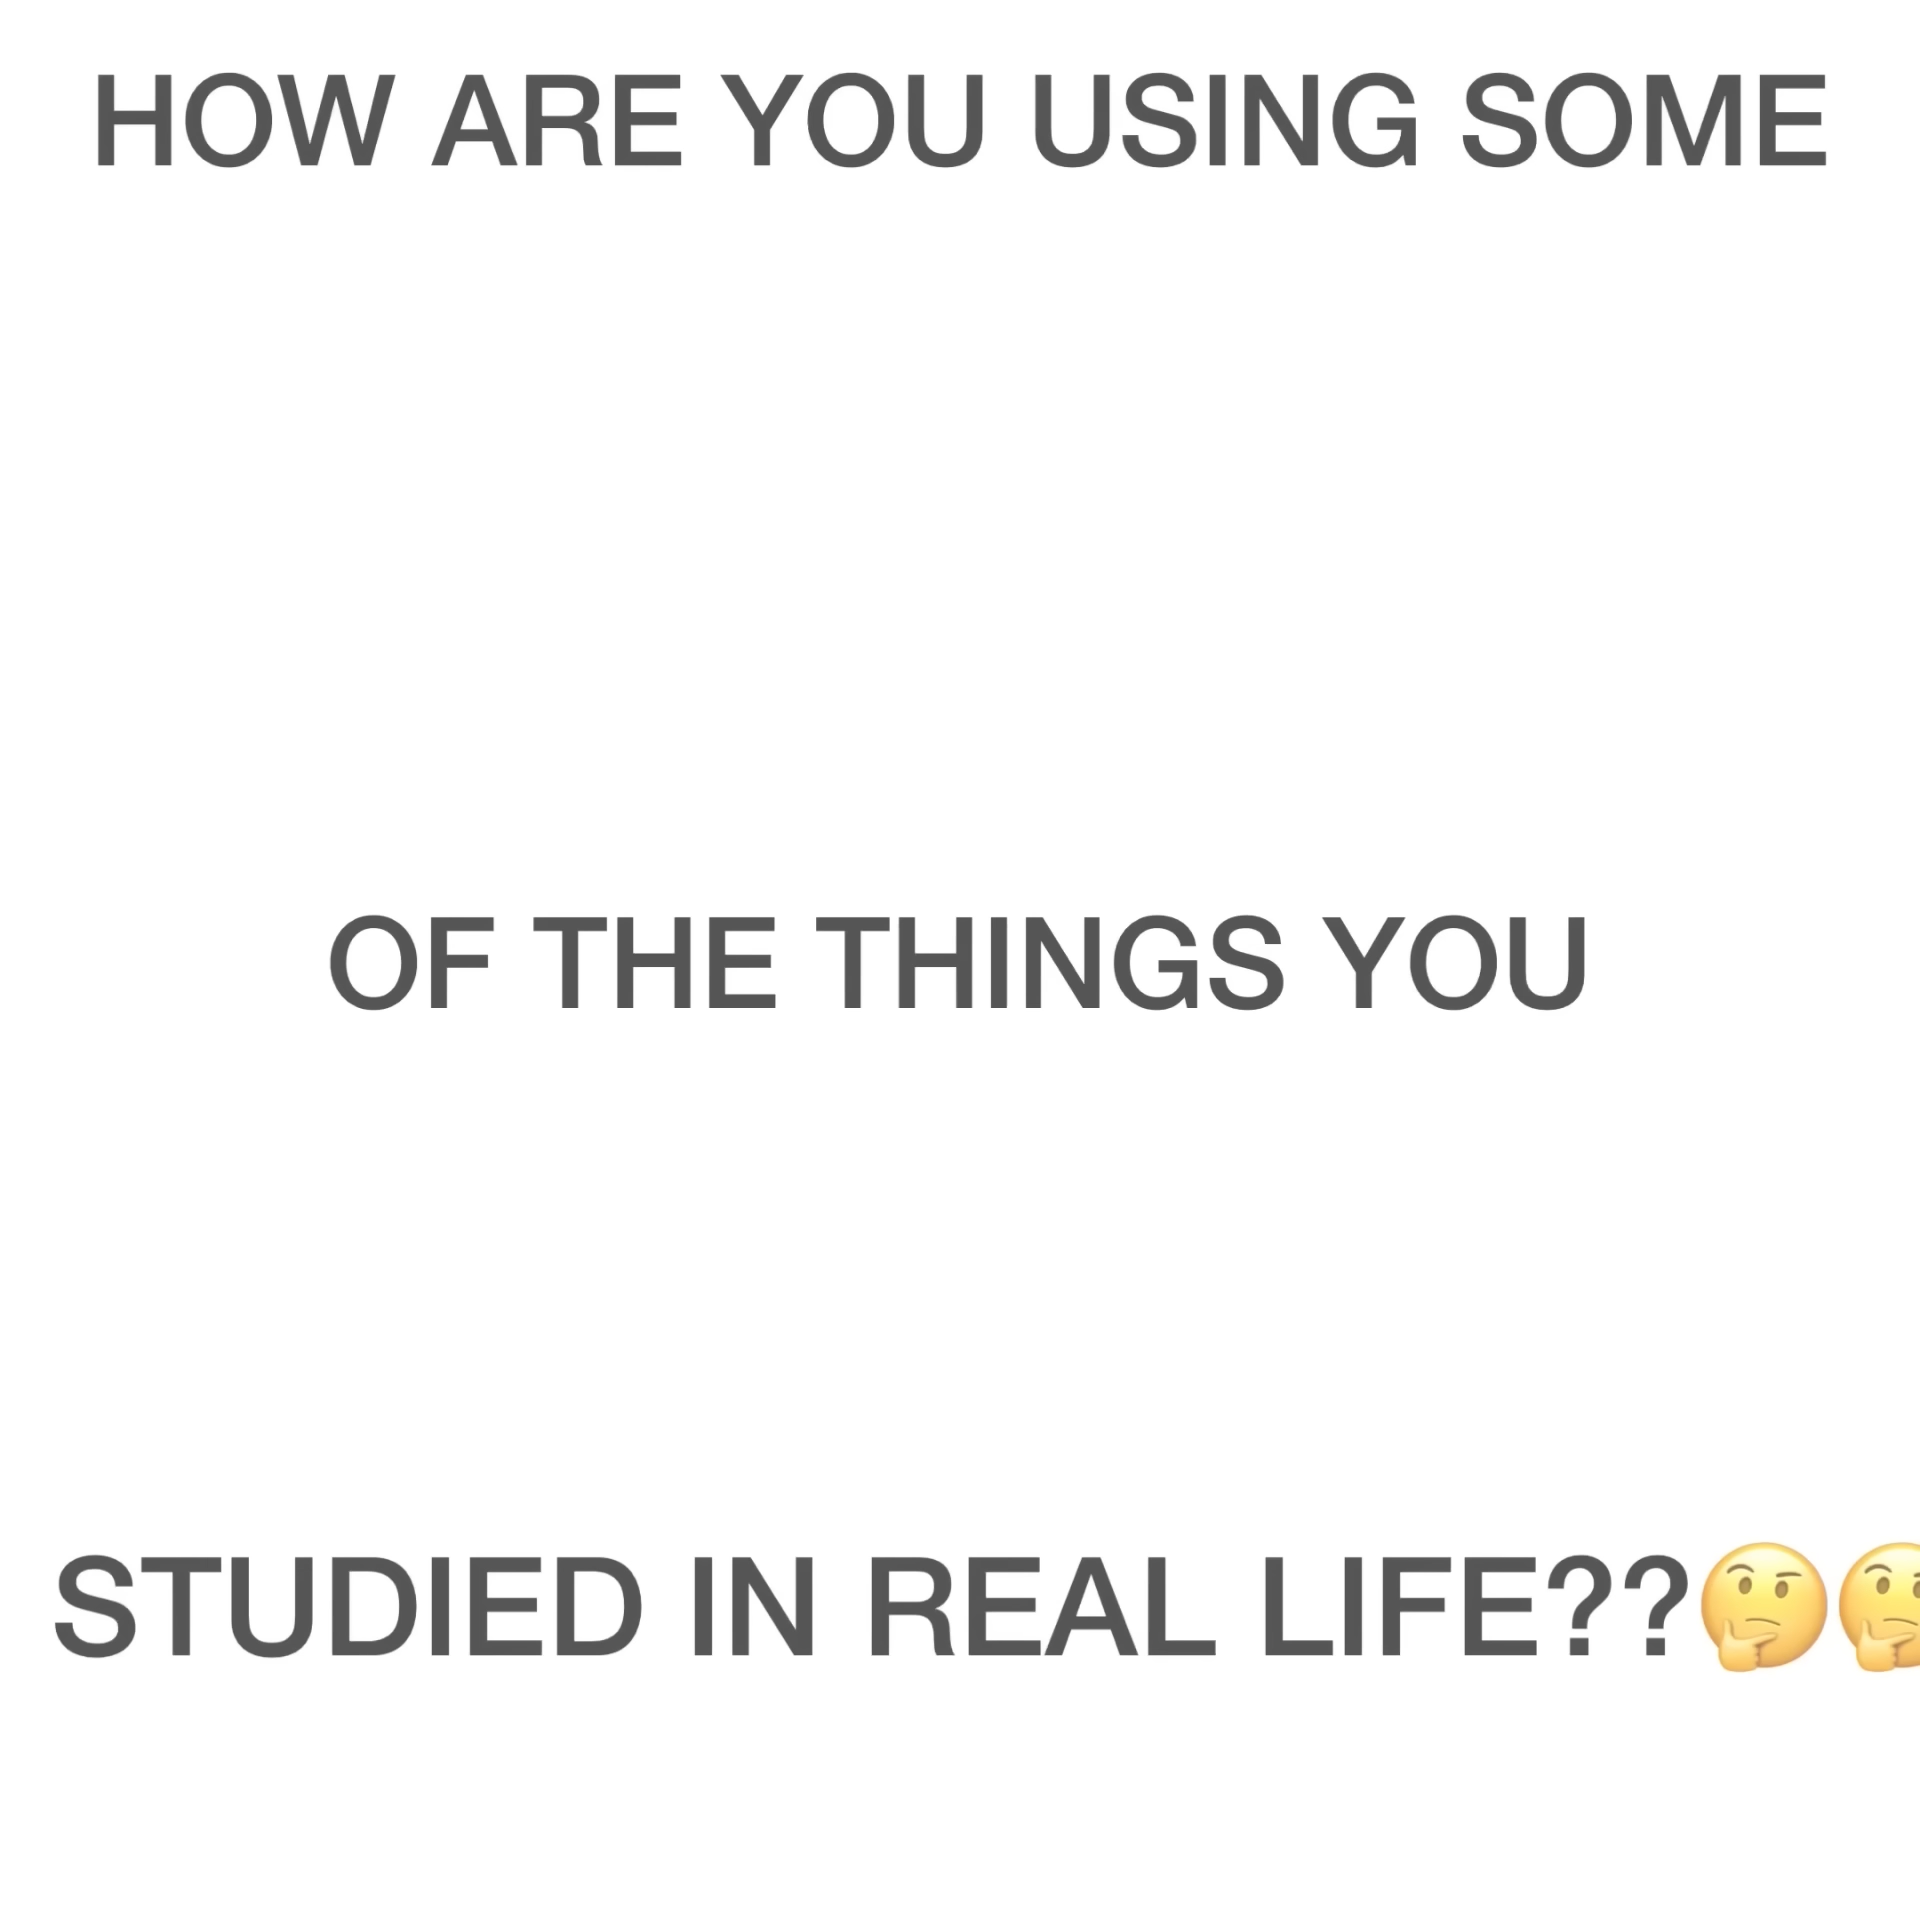 HOW ARE YOU USING SOME
OF THE THINGS YOU
STUDIED IN REAL LIFE??🤔🤔